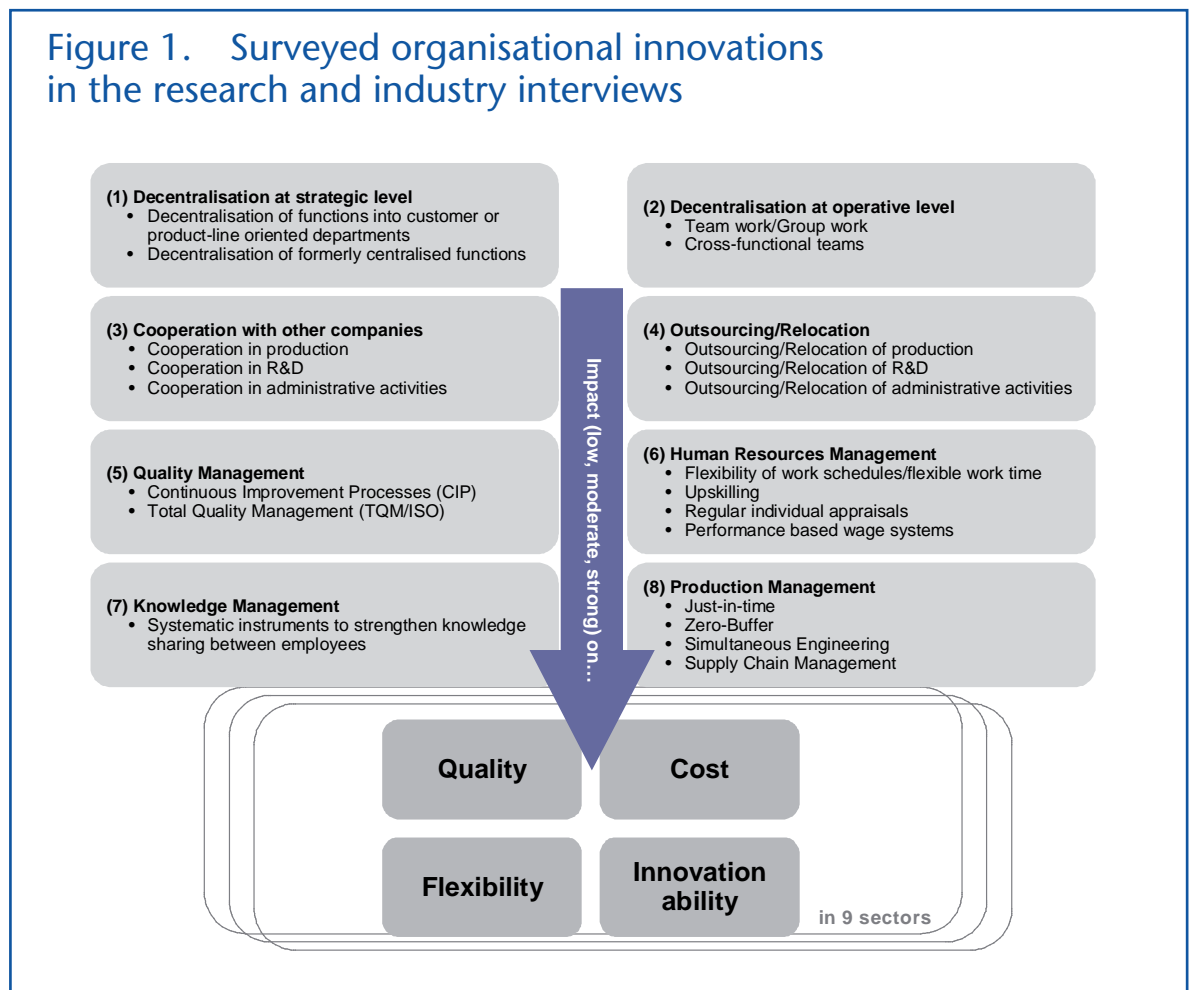 Figure 1. Surveyed organisational innovations
in the research and industry interviews
(1) Decentralisation at strategic level
• Decentralisation of functions into customer or
product-line oriented departments
• Decentralisation of formerly centralised functions
(2) Decentralisation at operative level
• Team work/Group work
• Cross-functional teams
(3) Cooperation with other companies
• Cooperation in production
• Cooperation in R&D
• Cooperation in administrative activities
(4) Outsourcing/Relocation
• Outsourcing/Relocation of production
• Outsourcing/Relocation of R&D
• Outsourcing/Relocation of administrative activities
(5) Quality Management
• Continuous Improvement Processes (CIP)
• Total Quality Management (TQM/ISO)
(6) Human Resources Management
• Flexibility of work schedules/flexible work time
• Upskilling
• Regular individual appraisals
• Performance based wage systems
(7) Knowledge Management
• Systematic instruments to strengthen knowledge
sharing between employees
(8) Production Management
• Just-in-time
• Zero-Buffer
• Simultaneous Engineering
• Supply Chain Management
Impact (low, moderate, strong) on…
Quality
Cost
Flexibility
Innovation
ability
in 9 sectors